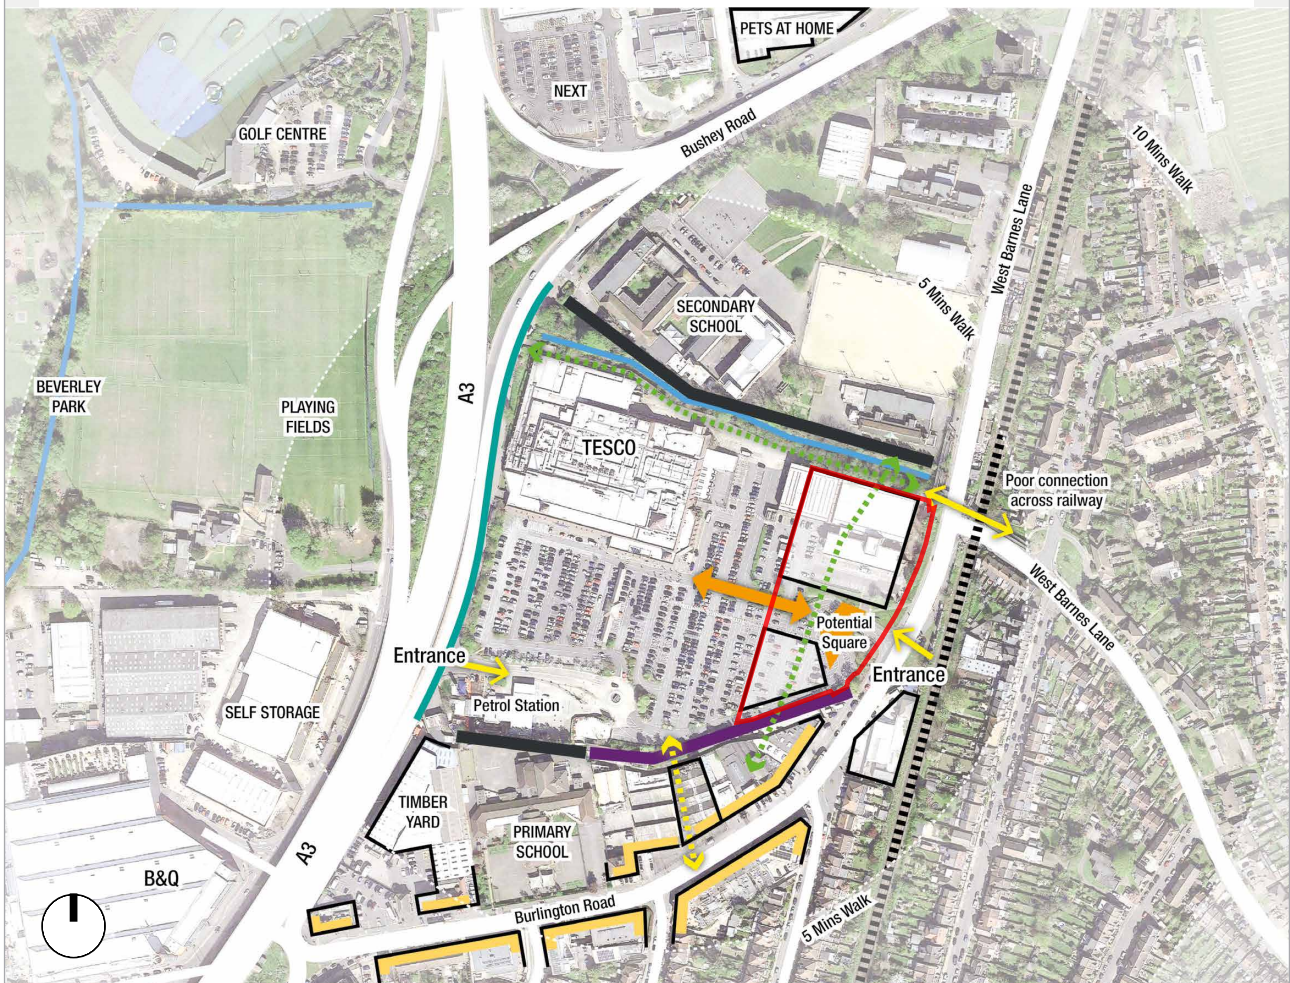 PETS AT HOME
NEXT
GOLF CENTRE
Bushey Road
10 Mins Walk
West Barnes Lane
5 Mins Walk
SECONDARY
SCHOOL
BEVERLEY
PARK
A3
PLAYING
FIELDS
TESCO
Poor connection
across railway
West Barnes Lane
Potential
Square
Entrance
Entrance
Petrol Station
SELF STORAGE
TIMBER
YARD
PRIMARY
SCHOOL
A3
B&Q
Burlington Road
5 Mins Walk